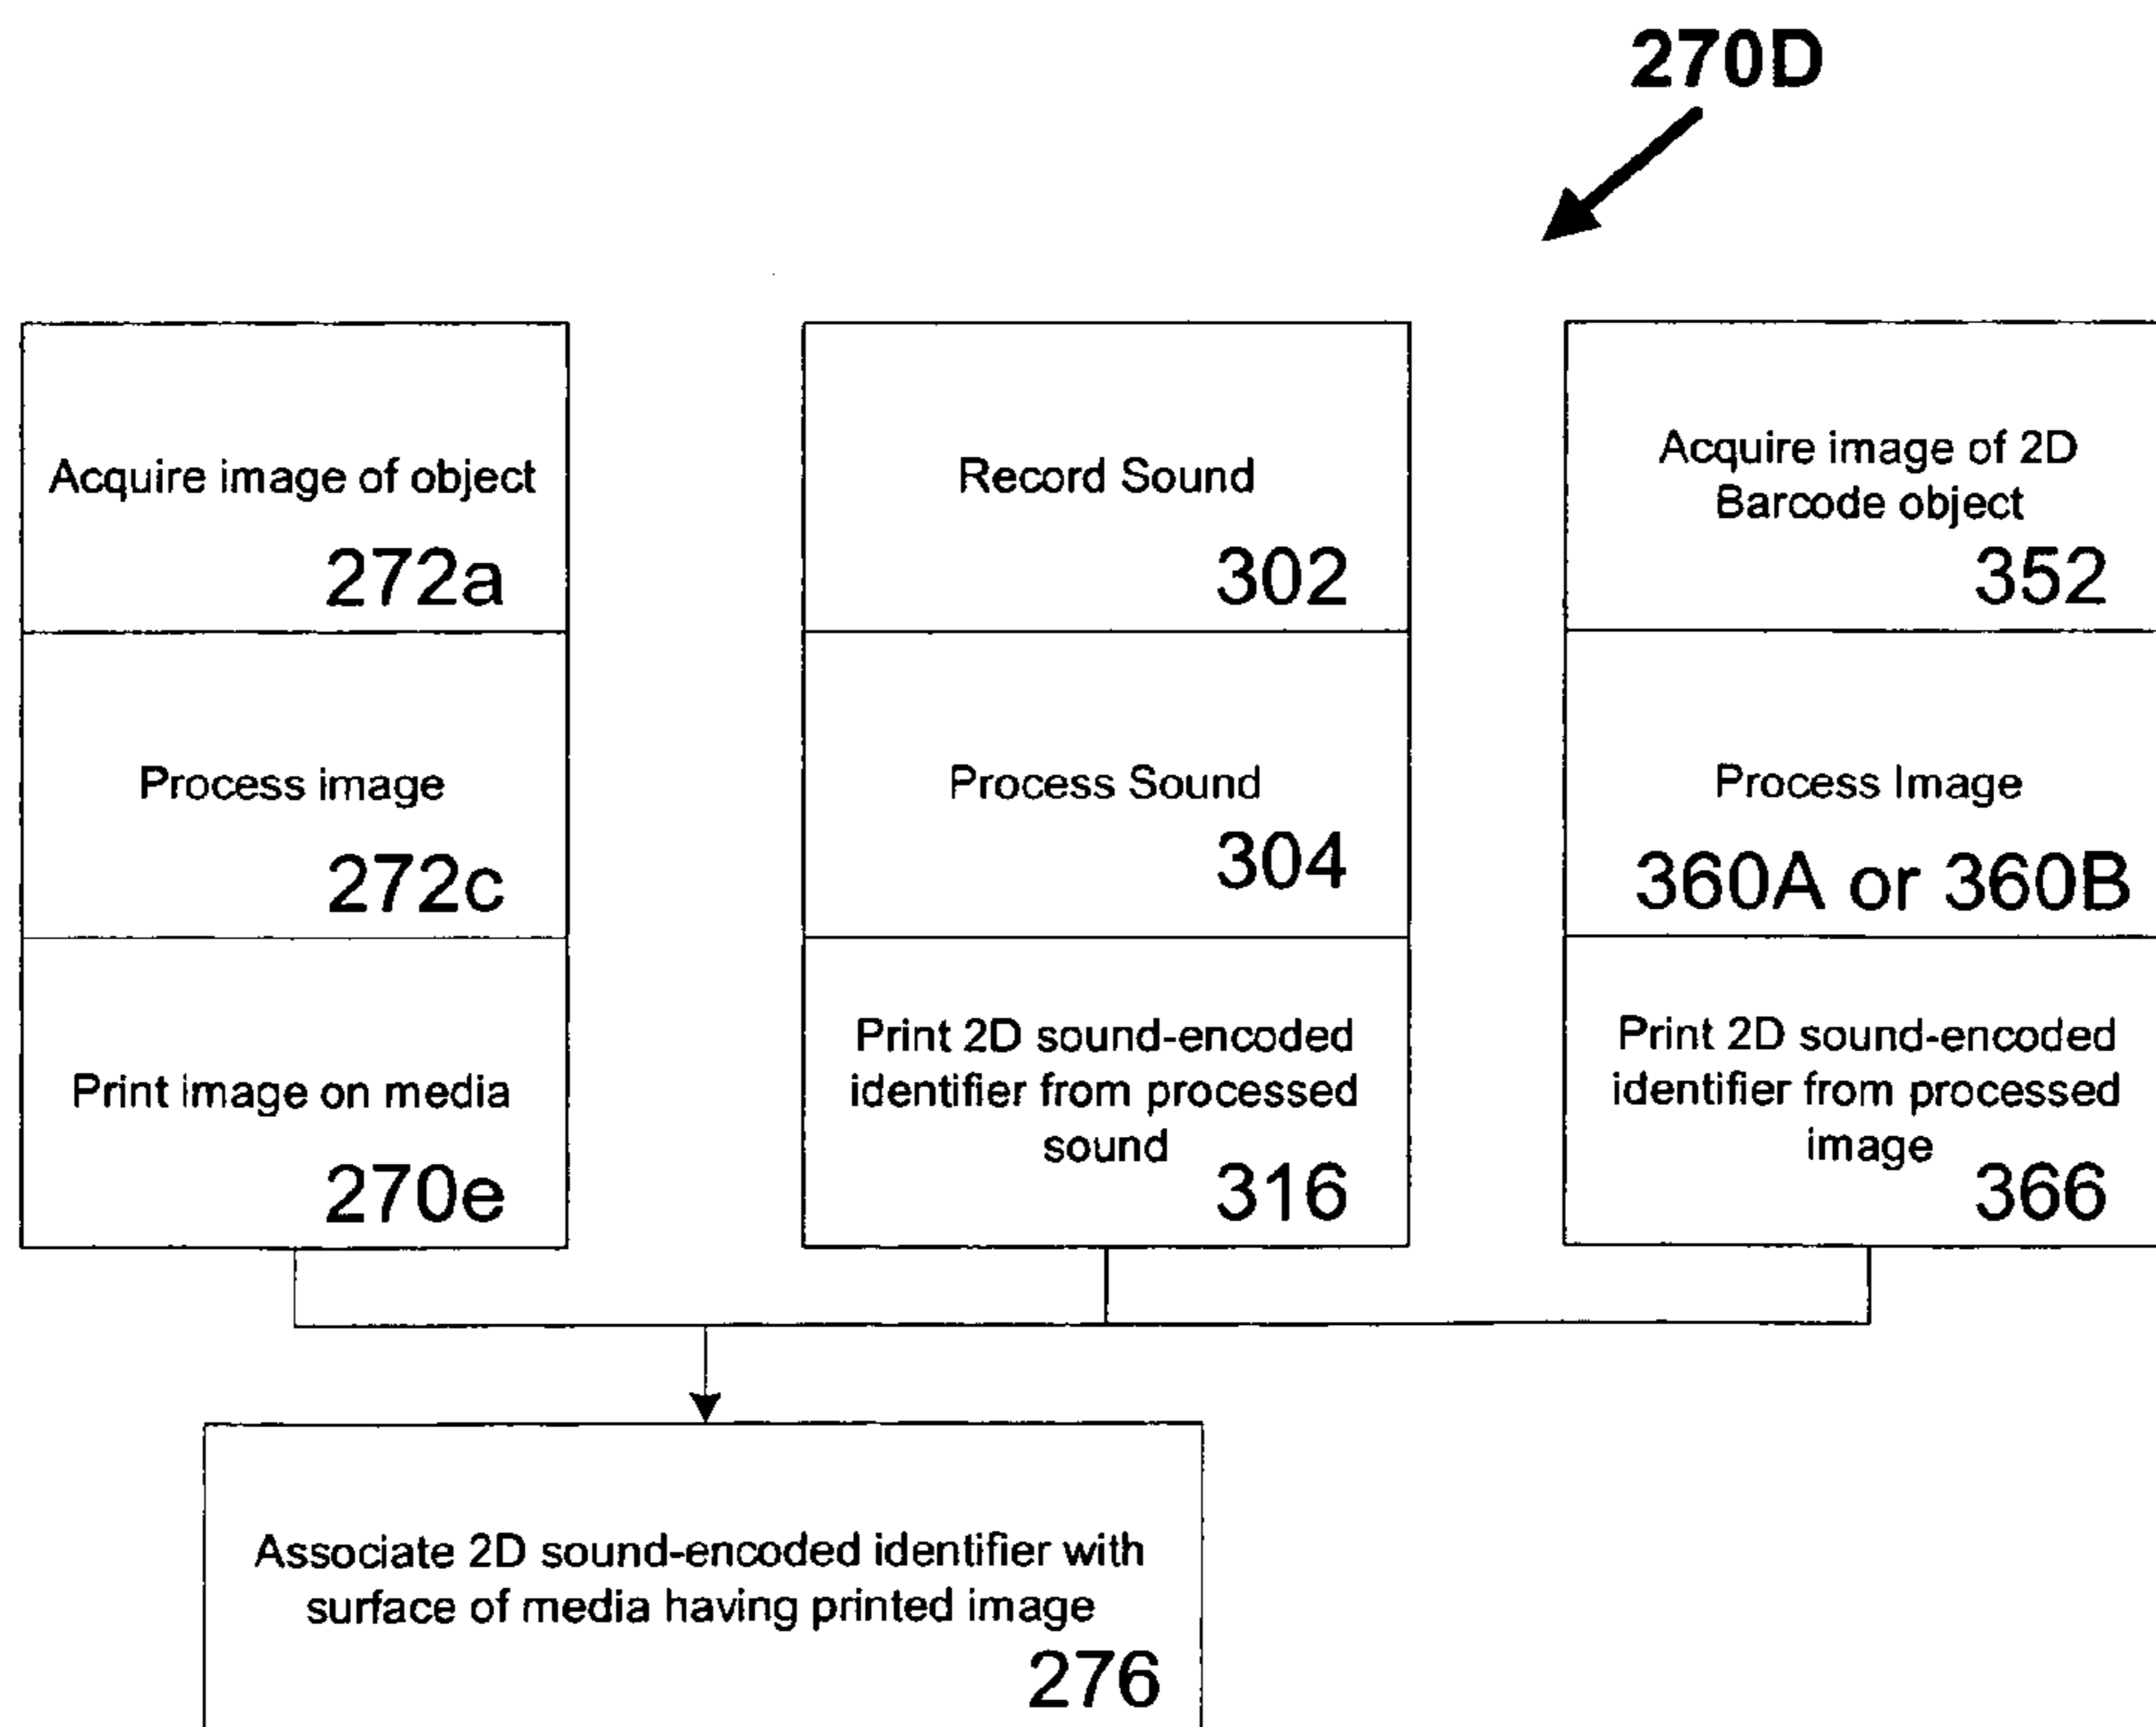 270D
Acquire image of object
272a
Process image
272c
Print image on media
270e
Record Sound
302
Process Sound
304
Print 2D sound-encoded
identifier from processed
sound
316
Acquire image of 2D
Barcode object
352
Process Image
360A or 360B
Print 2D sound-encoded
identifier from processed
image
366
Associate 2D sound-encoded identifier with
surface of media having printed image
276